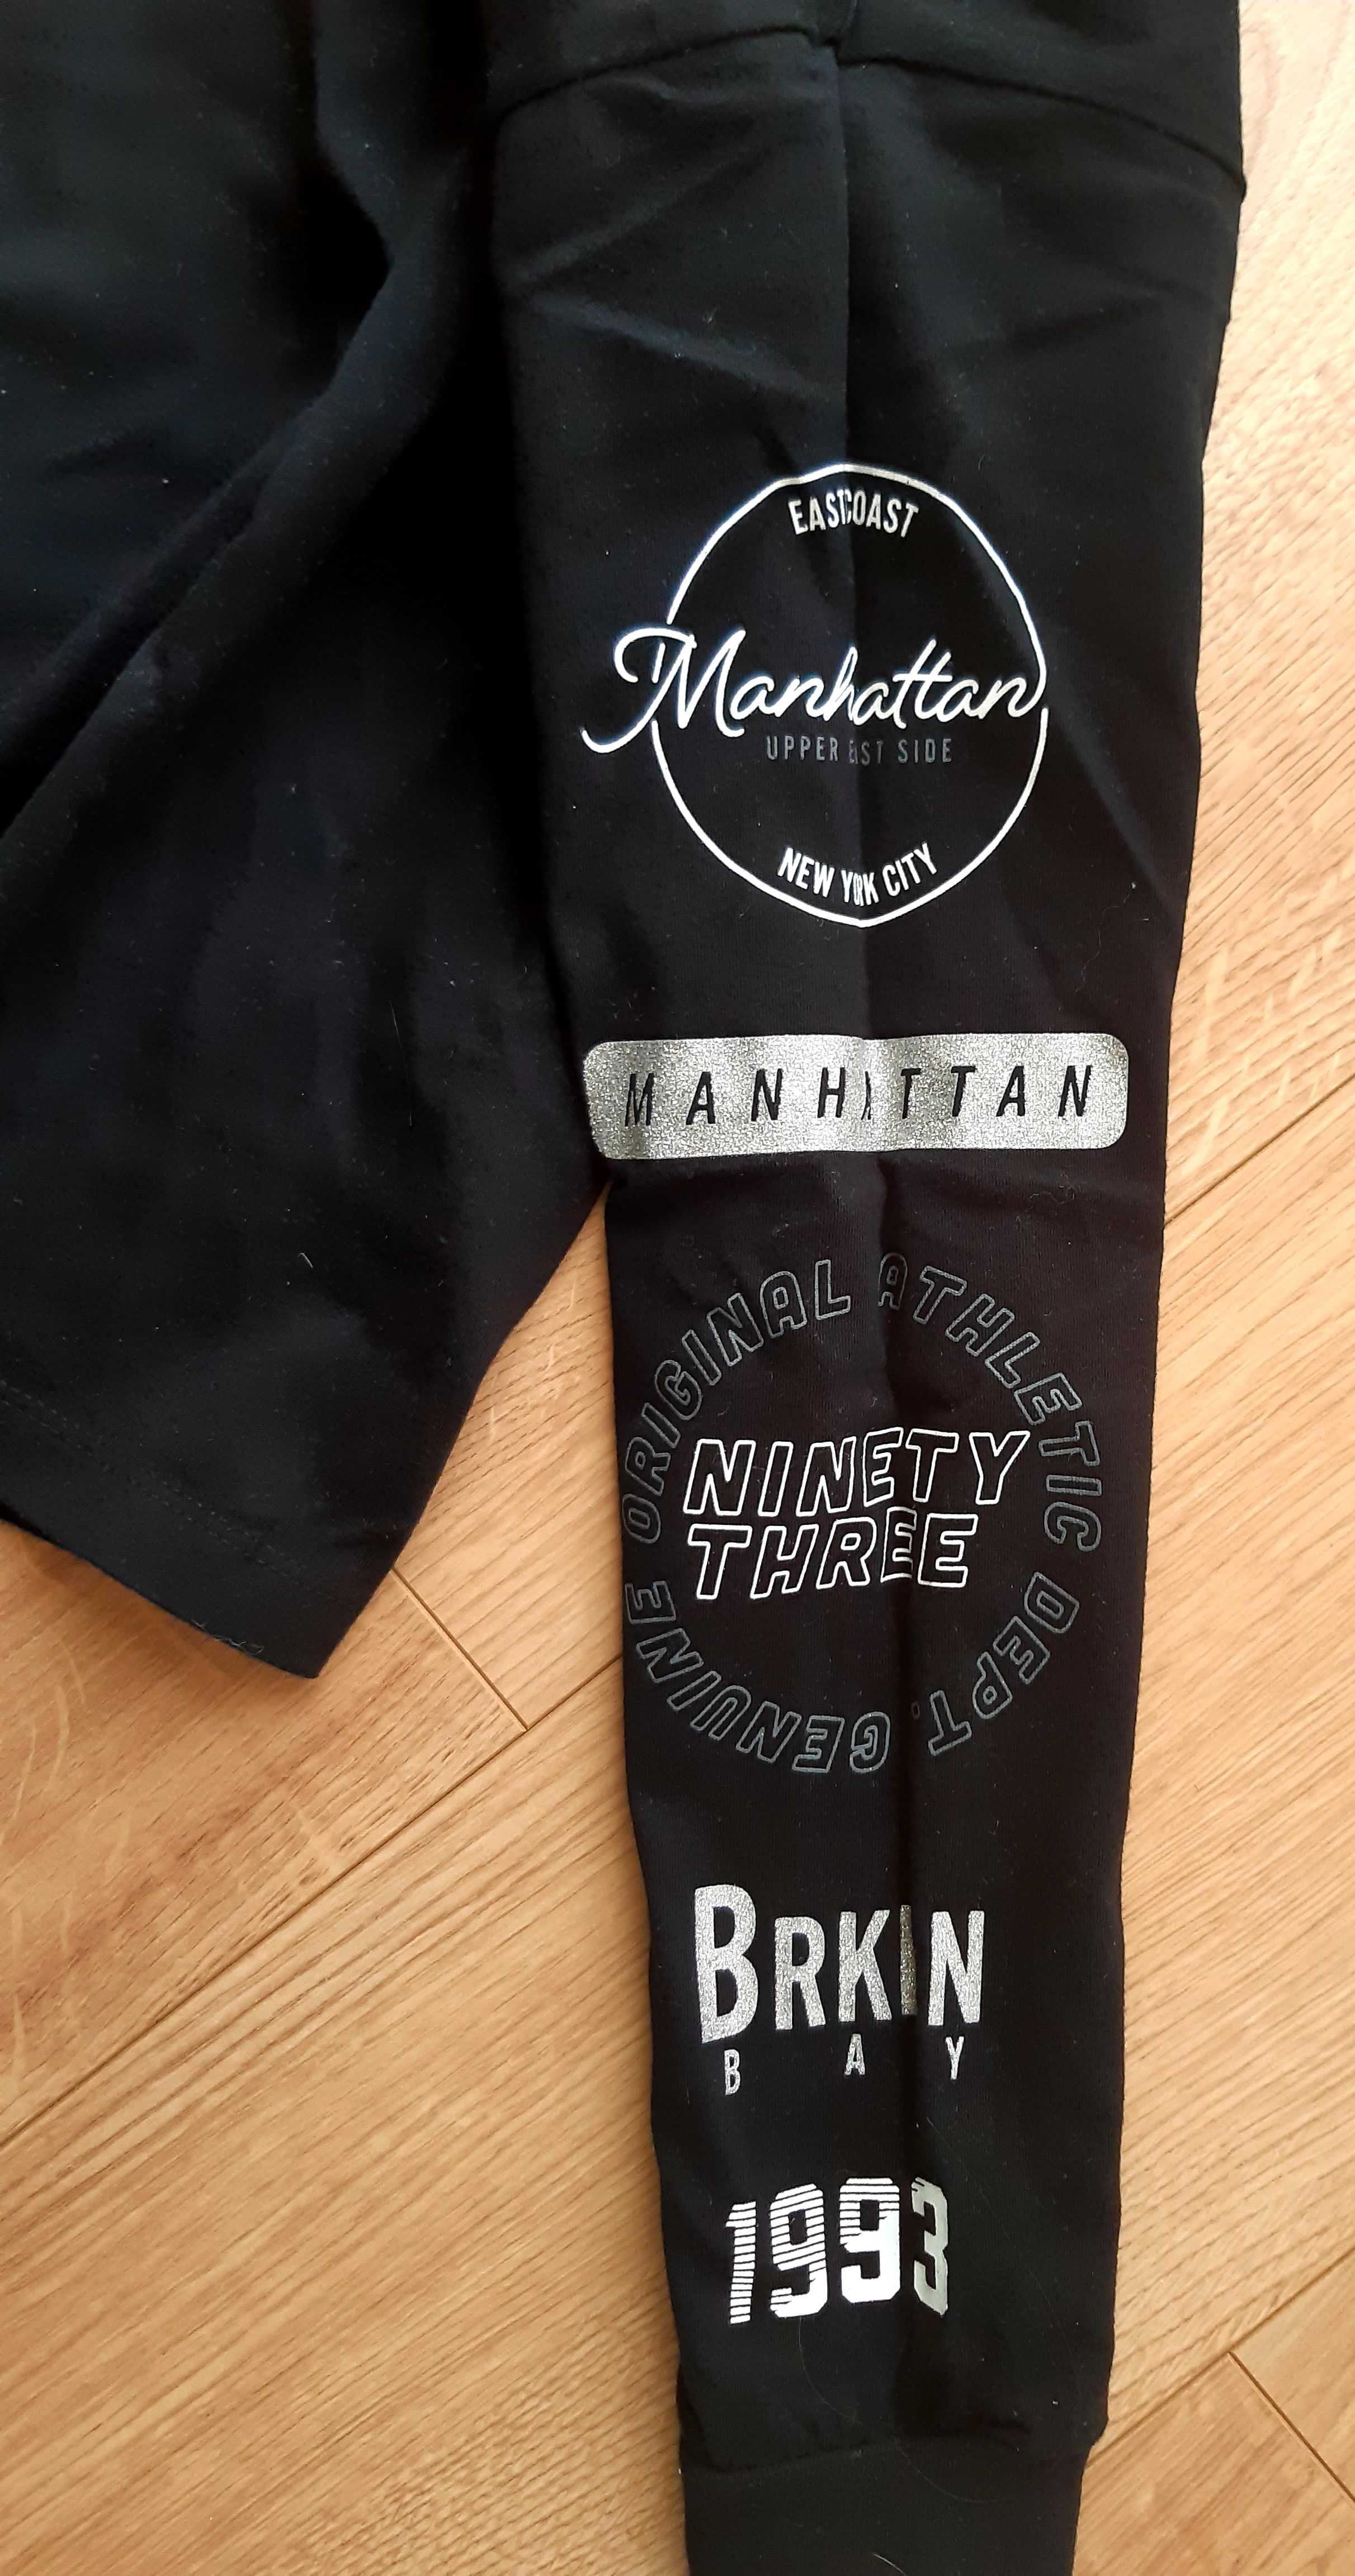 EASTCOAST
Manhattan
UPPER EAST SIDE
NEW YORK CITY
MANHATTAN
ORIGINAL ATHLETIC DEPT. GENUINE
NINETY
THREE
BRKLN
BAY
1993